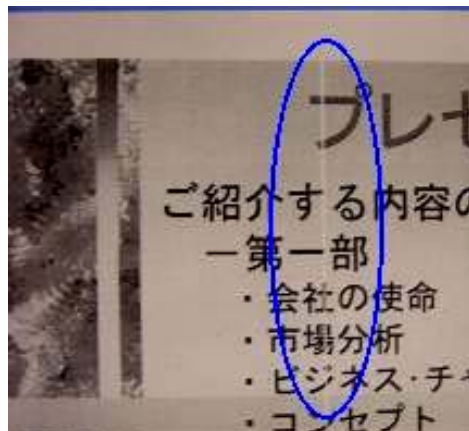 プレ
ご紹介する内容の
－第一部
・会社の使命
・市場分析
・ビジネス・チ
・コンセプト